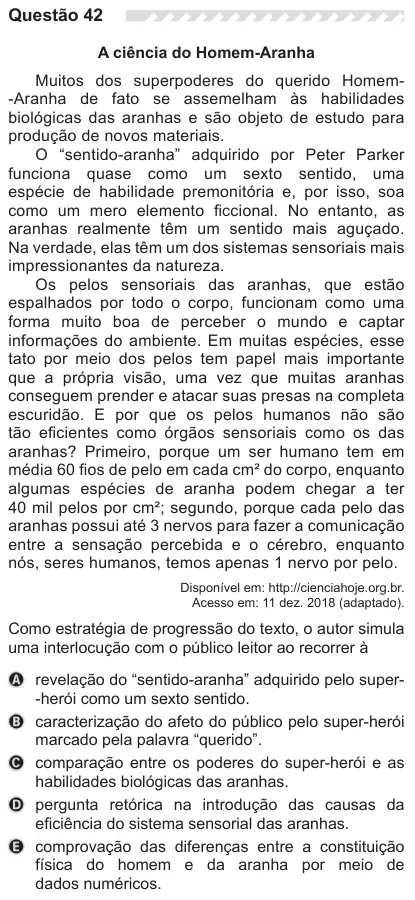 Questão 42
A ciência do Homem-Aranha
Muitos dos superpoderes do querido Homem-
-Aranha de fato se assemelham às habilidades
biológicas das aranhas e são objeto de estudo para
produção de novos materiais.
O “sentido-aranha” adquirido por Peter Parker
funciona quase como um sexto sentido, uma
espécie de habilidade premonitória e, por isso, soa
como um mero elemento ficcional. No entanto, as
aranhas realmente têm um sentido mais aguçado.
Na verdade, elas têm um dos sistemas sensoriais mais
impressionantes da natureza.
Os pelos sensoriais das aranhas, que estão
espalhados por todo o corpo, funcionam como uma
forma muito boa de perceber o mundo e captar
informações do ambiente. Em muitas espécies, esse
tato por meio dos pelos tem papel mais importante
que a própria visão, uma vez que muitas aranhas
conseguem prender e atacar suas presas na completa
escuridão. E por que os pelos humanos não são
tão eficientes como órgãos sensoriais como os das
aranhas? Primeiro, porque um ser humano tem em
média 60 fios de pelo em cada cm² do corpo, enquanto
algumas espécies de aranha podem chegar a ter
40 mil pelos por cm²; segundo, porque cada pelo das
aranhas possui até 3 nervos para fazer a comunicação
entre a sensação percebida e o cérebro, enquanto
nós, seres humanos, temos apenas 1 nervo por pelo.
Disponível em: http://cienciahoje.org.br.
Acesso em: 11 dez. 2018 (adaptado).
Como estratégia de progressão do texto, o autor simula
uma interlocução com o público leitor ao recorrer à
A revelação do “sentido-aranha” adquirido pelo super-
-herói como um sexto sentido.
B caracterização do afeto do público pelo super-herói
marcado pela palavra “querido”.
C comparação entre os poderes do super-herói e as
habilidades biológicas das aranhas.
D pergunta retórica na introdução das causas da
eficiência do sistema sensorial das aranhas.
E comprovação das diferenças entre a constituição
física do homem e da aranha por meio de
dados numéricos.